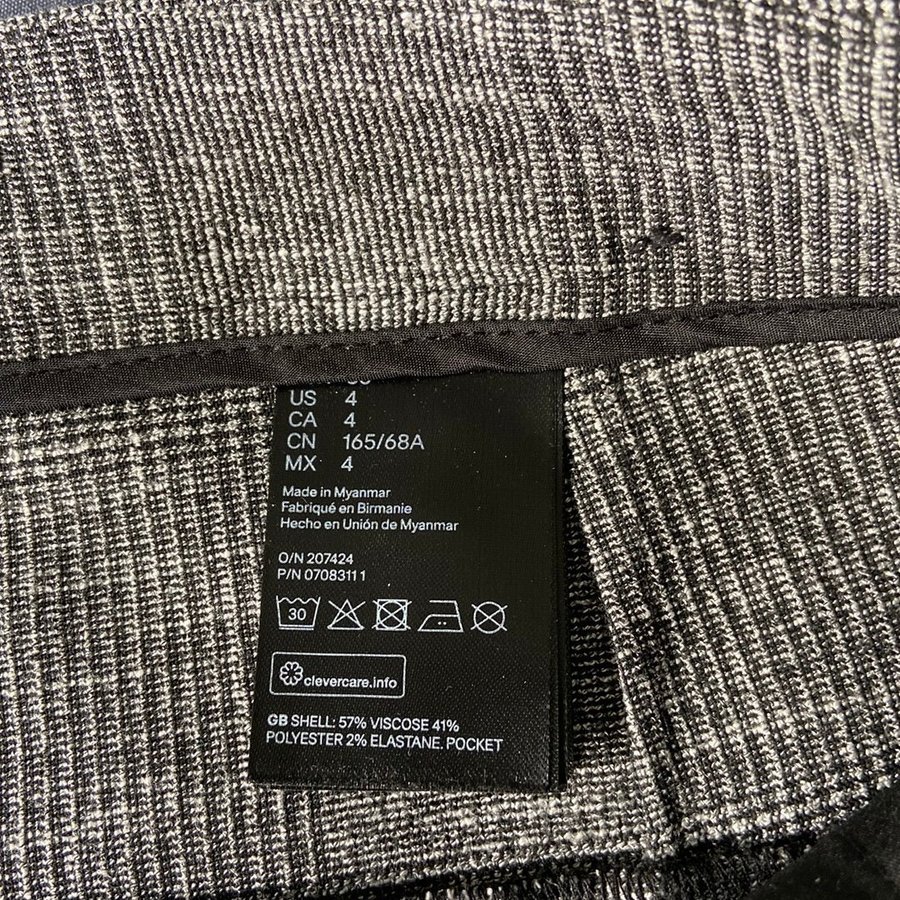 US 4
CA 4
CN 165/68A
MX 4
Made in Myanmar
Fabriqué en Birmanie
Hecho en Unión de Myanmar
O/N 207424
P/N 07083111
30
clevercare.info
GB SHELL: 57% VISCOSE 41%
POLYESTER 2% ELASTANE. POCKET